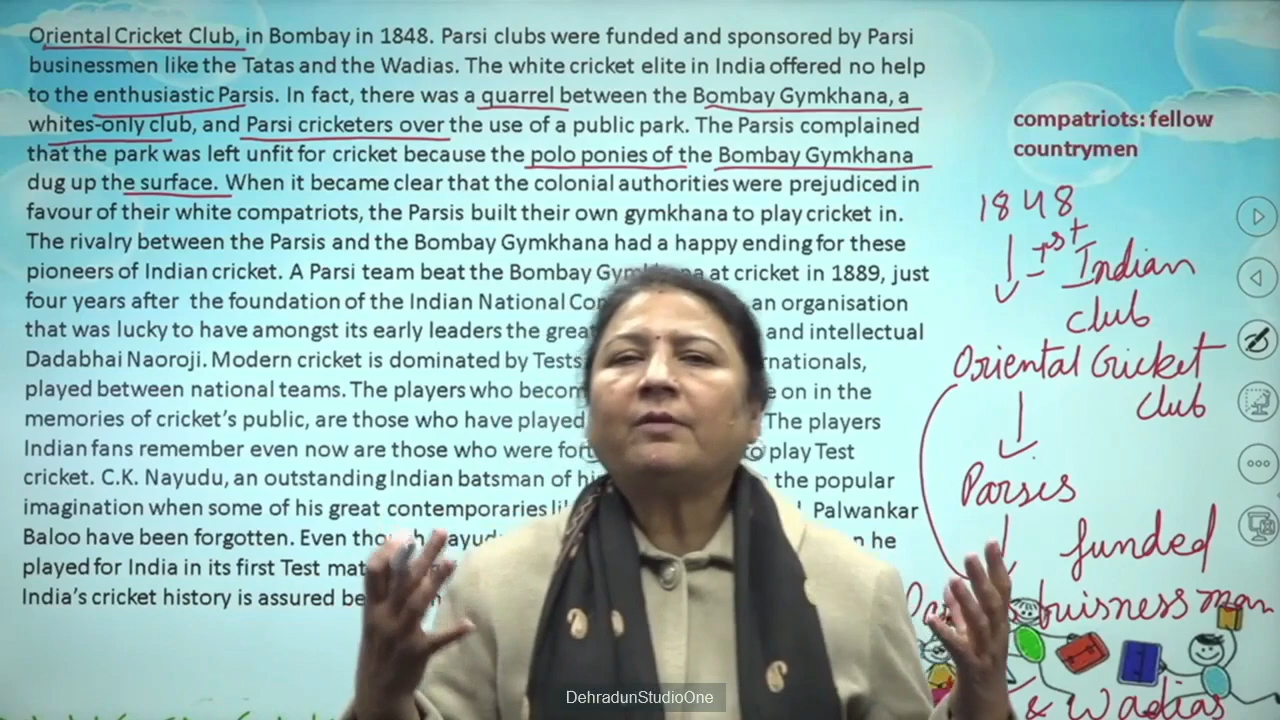 Oriental Cricket Club, in Bombay in 1848. Parsi clubs were funded and sponsored by Parsi
businessmen like the Tatas and the Wadias. The white cricket elite in India offered no help
to the enthusiastic Parsis. In fact, there was a quarrel between the Bombay Gymkhana, a
whites-only club, and Parsi cricketers over the use of a public park. The Parsis complained
that the park was left unfit for cricket because the polo ponies of the Bombay Gymkhana
dug up the surface. When it became clear that the colonial authorities were prejudiced in
favour of their white compatriots, the Parsis built their own gymkhana to play cricket in.
The rivalry between the Parsis and the Bombay Gymkhana had a happy ending for these
pioneers of Indian cricket. A Parsi team beat the Bombay Gymkhana at cricket in 1889, just
four years after the foundation of the Indian National an organisation
that was lucky to have amongst its early leaders the great and intellectual
Dadabhai Naoroji. Modern cricket is dominated by Tests
played between national teams. The players who on in the
memories of cricket's public, are those who have played The players
Indian fans remember even now are those who were to play Test
cricket. C.K. Nayudu, an outstanding Indian batsman of the popular
imagination when some of his great contemporaries Palwankar
Baloo have been forgotten. Even he
played for India in its first Test
India's cricket history is assured
compatriots: fellow
countrymen
1848
1st
Indian
club
Oriental Cricket
club
Parsis
funded
buisnessman
& Wadias
DehradunStudioOne